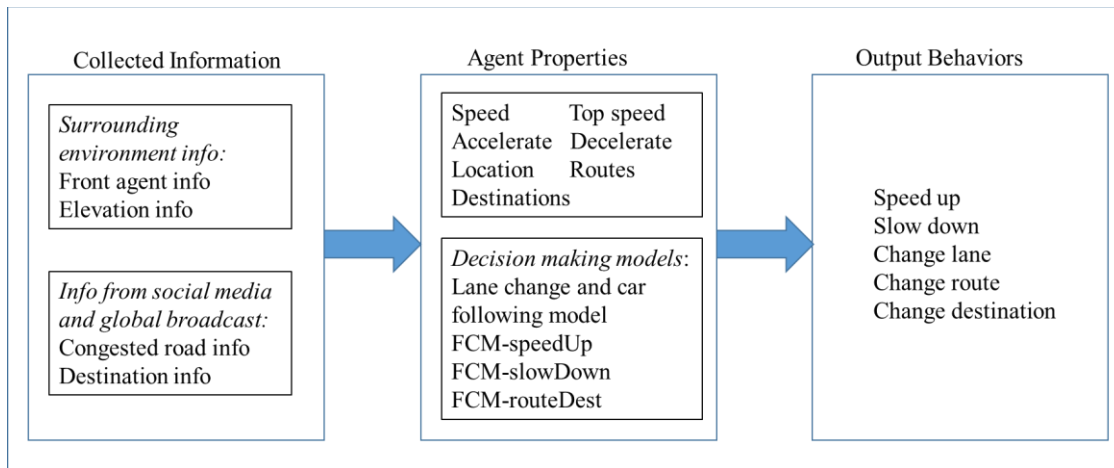 Collected Information
Surrounding
environment info:
Front agent info
Elevation info
Info from social media
and global broadcast:
Congested road info
Destination info
Agent Properties
Speed Top speed
Accelerate Decelerate
Location Routes
Destinations
Decision making models:
Lane change and car
following model
FCM-speedUp
FCM-slowDown
FCM-routeDest
Output Behaviors
Speed up
Slow down
Change lane
Change route
Change destination